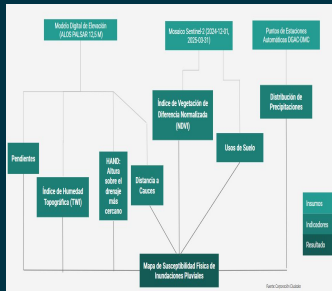 Modelo Digital de Elevación
(ALOS PALSAR 12,5 M)
Mosaico Sentinel-2 (2024-12-01,
2025-03-31)
Puntos de Estaciones
Automáticas DGAC-DMC
Índice de Vegetación de
Diferencia Normalizada
(NDVI)
Distribución de
Precipitaciones
Pendientes
HAND:
Altura
sobre el
drenaje
más
cercano
Usos de Suelo
Índice de Humedad
Topográfica (TWI)
Distancia a
Cauces
Insumos
Indicadores
Resultado
Mapa de Susceptibilidad Física de
Inundaciones Pluviales
Fuente: Corporación Ciudades